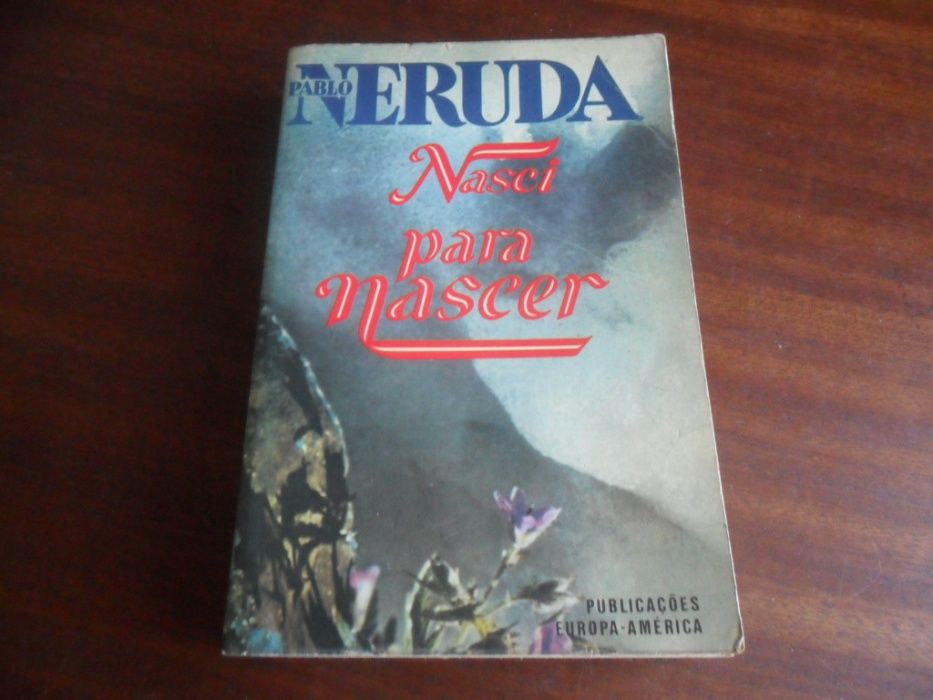 PABLO NERUDA
Nasci
para
nascer
PUBLICAÇÕES
EUROPA-AMÉRICA